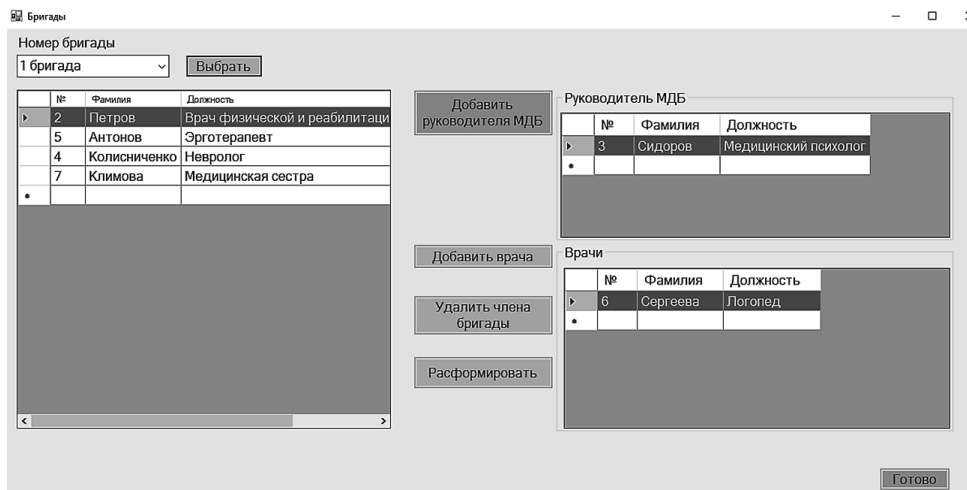 Бригады
Номер бригады
1 бригада
Выбрать
№ Фамилия Должность
2 Петров Врач физической и реабилитаци
5 Антонов Эрготерапевт
4 Колисниченко Невролог
7 Климова Медицинская сестра
Добавить
руководителя МДБ
Добавить врача
Удалить члена
бригады
Расформировать
Руководитель МДБ
№ Фамилия Должность
3 Сидоров Медицинский психолог
Врачи
№ Фамилия Должность
6 Сергеева Логопед
Готово